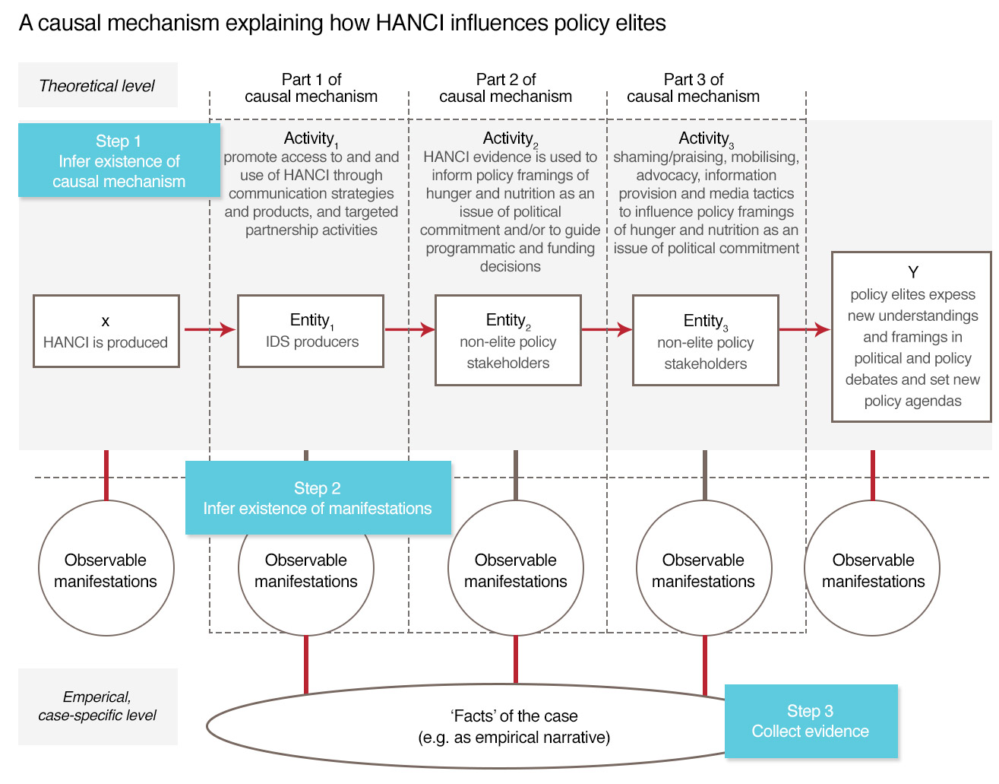 A causal mechanism explaining how HANCI influences policy elites
Theoretical level
Part 1 of
causal mechanism
Part 2 of
causal mechanism
Part 3 of
causal mechanism
Step 1
Infer existence of
causal mechanism
Activity1
promote access to and and
use of HANCI through
communication strategies
and products, and targeted
partnership activities
Activity2
HANCI evidence is used to
inform policy framings of
hunger and nutrition as an
issue of political
commitment and/or to guide
programmatic and funding
decisions
Activity3
shaming/praising, mobilising,
advocacy, information
provision and media tactics
to influence policy framings
of hunger and nutrition as an
issue of political commitment
x
HANCI is produced
Entity1
IDS producers
Entity2
non-elite policy
stakeholders
Entity3
non-elite policy
stakeholders
Y
policy elites expess
new understandings
and framings in
political and policy
debates and set new
policy agendas
Step 2
Infer existence of manifestations
Observable
manifestations
Observable
manifestations
Observable
manifestations
Observable
manifestations
Observable
manifestations
Emperical,
case-specific level
‘Facts’ of the case
(e.g. as empirical narrative)
Step 3
Collect evidence